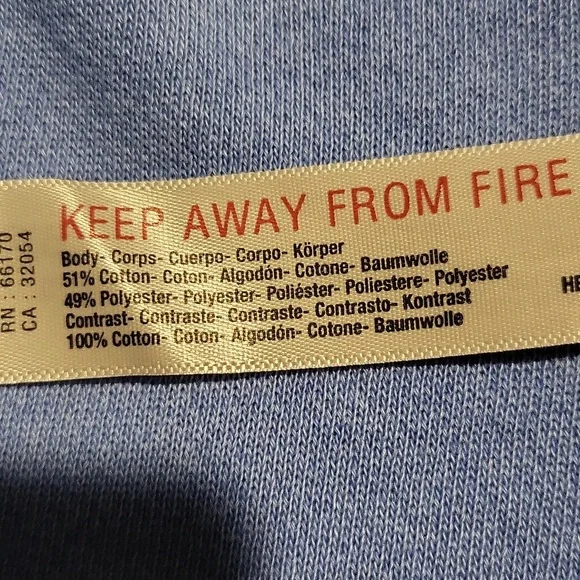 KEEP AWAY FROM FIRE
Body- Corps- Cuerpo- Corpo- Körper
51% Cotton- Coton- Algodón- Cotone- Baumwolle
49% Polyester- Polyester- Poliéster- Poliestere- Polyester
Contrast- Contraste- Contraste- Contrasto- Kontrast
100% Cotton- Coton- Algodón- Cotone- Baumwolle
RN : 66170
CA : 32054
HE